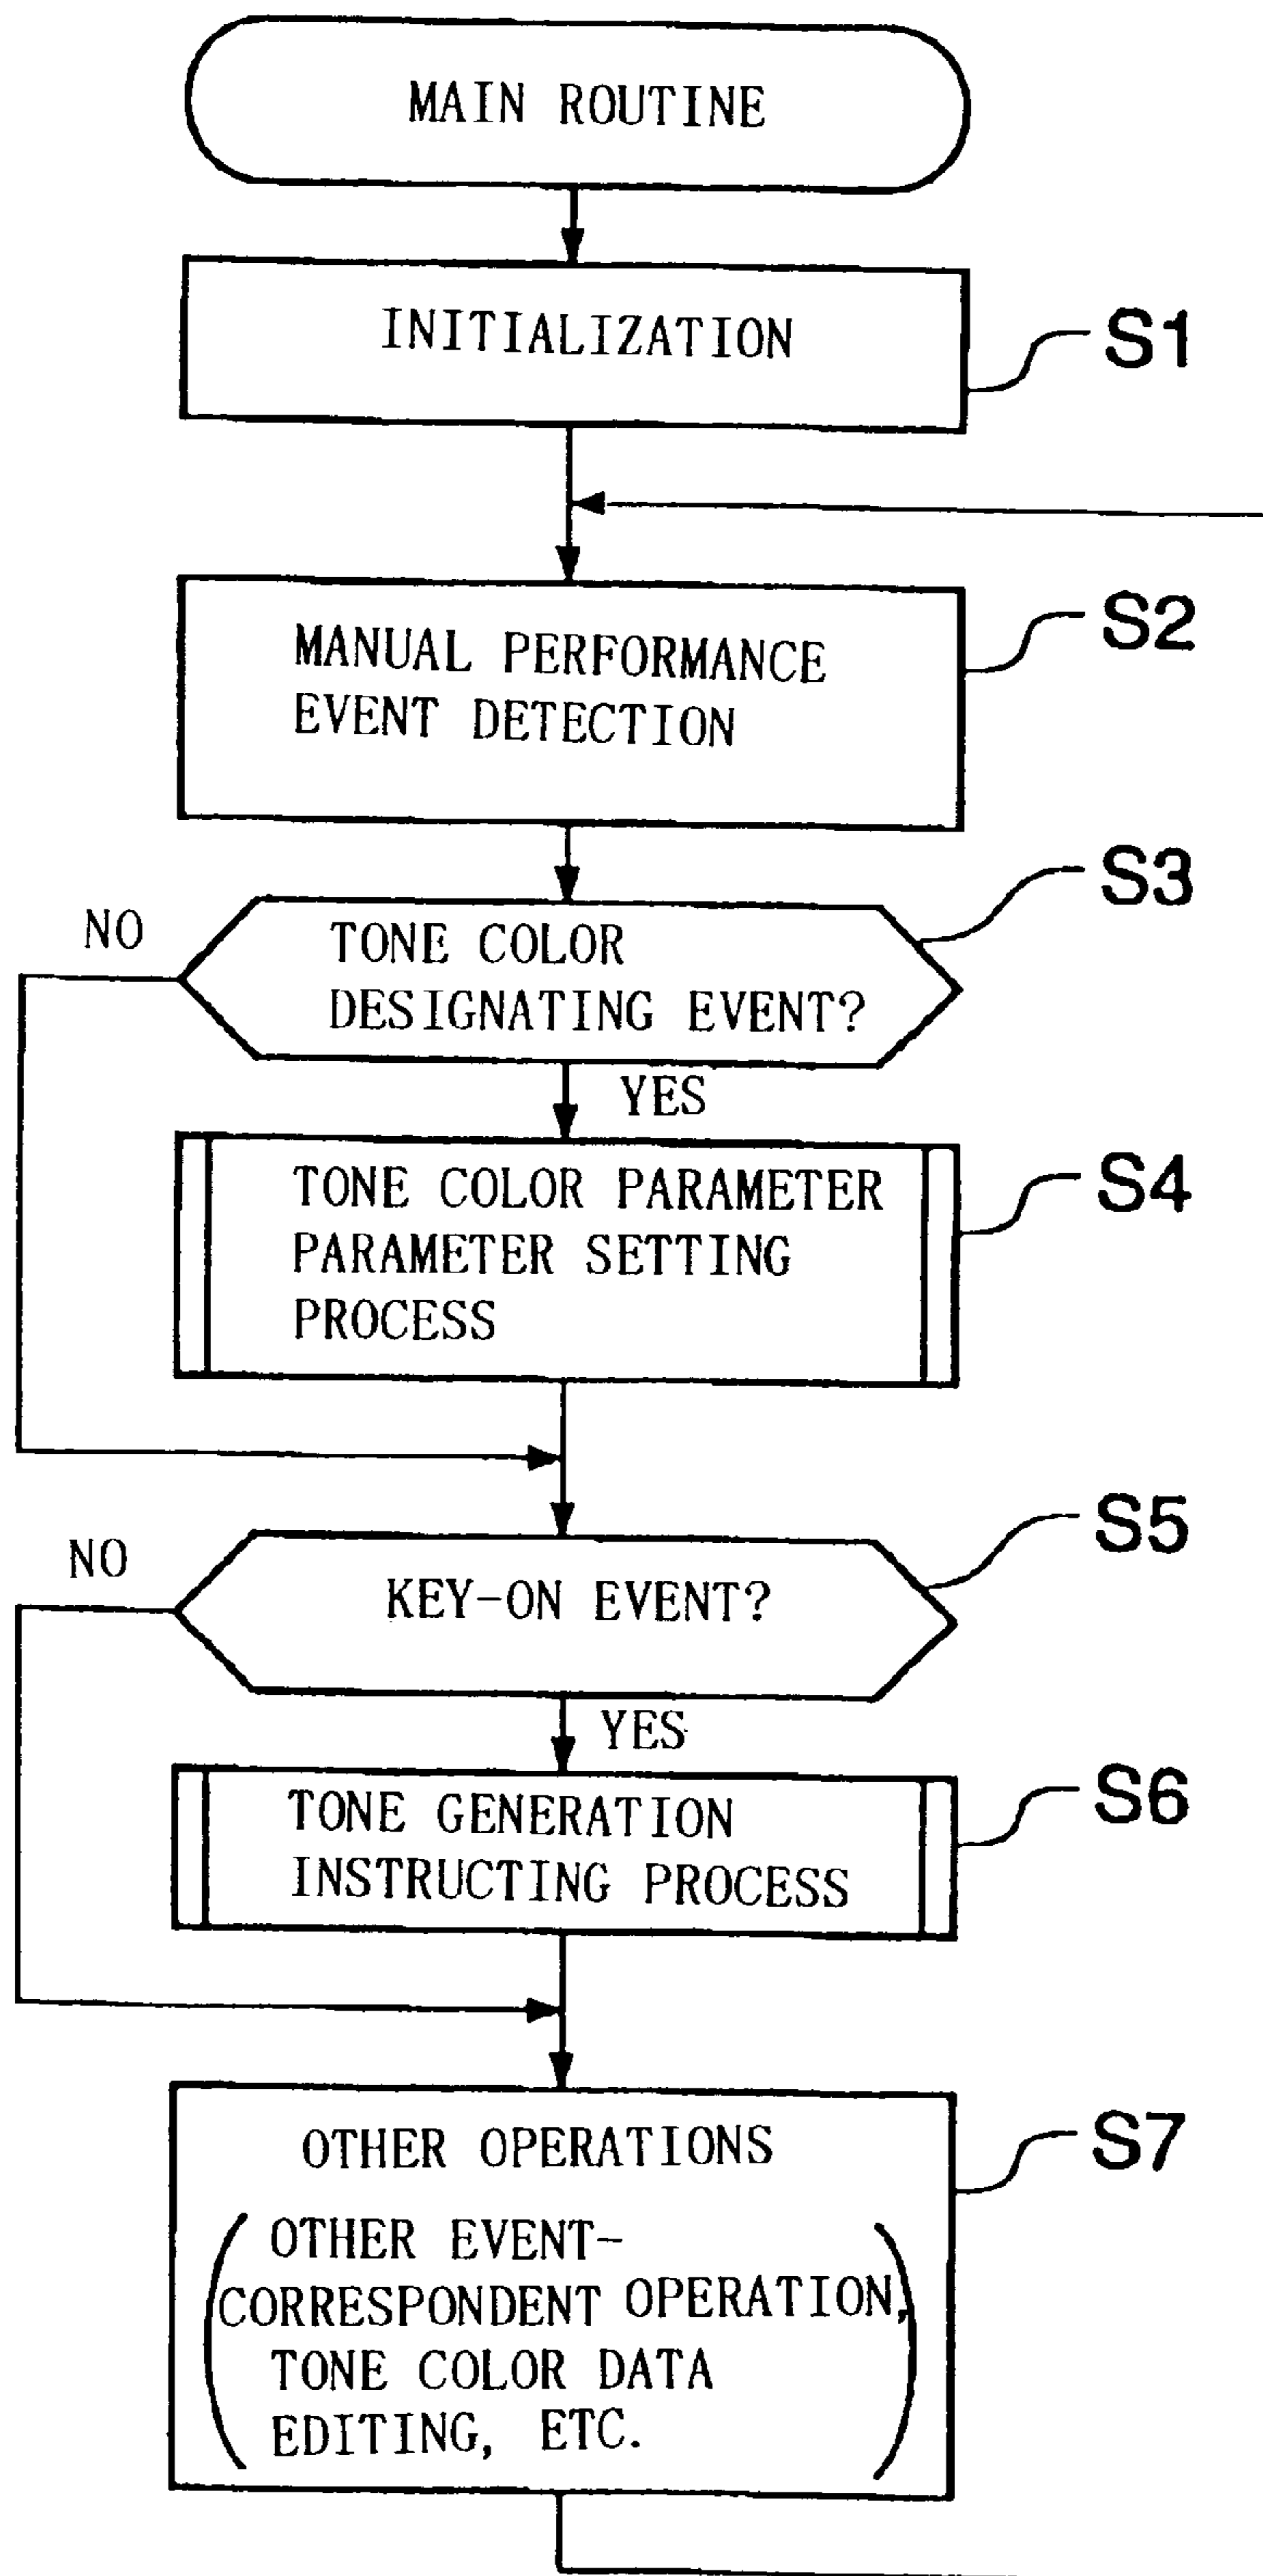 MAIN ROUTINE
INITIALIZATION
S1
MANUAL PERFORMANCE
EVENT DETECTION
S2
NO
TONE COLOR
DESIGNATING EVENT?
S3
YES
TONE COLOR PARAMETER
PARAMETER SETTING
PROCESS
S4
NO
KEY-ON EVENT?
S5
YES
TONE GENERATION
INSTRUCTING PROCESS
S6
OTHER OPERATIONS
S7
( OTHER EVENT-
CORRESPONDENT OPERATION,
TONE COLOR DATA
EDITING, ETC. )